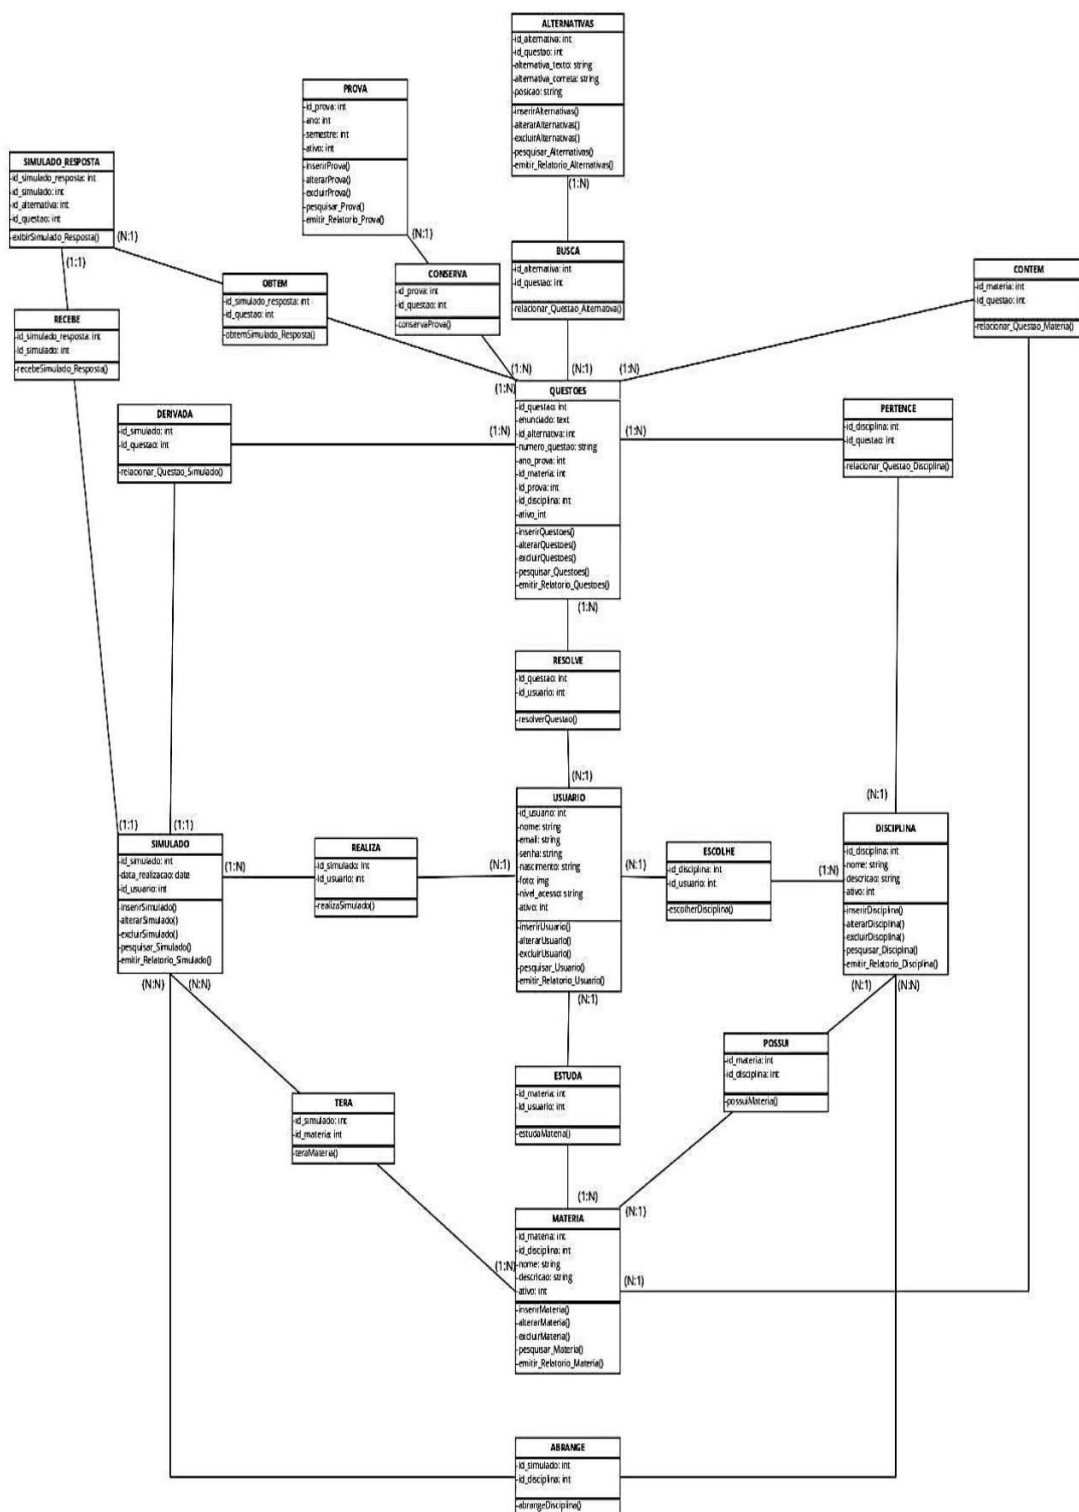 ALTERNATIVAS
-id_alternativa: int
-id_questao: int
-alternativa_texto: string
-alternativa_correta: string
-posicao: string
-inserirAlternativas()
-alterarAlternativas()
-excluirAlternativas()
-pesquisar_Alternativas()
-emitir_Relatorio_Alternativas()
(1:N)
PROVA
-id_prova: int
-ano: int
-semestre: int
-ativo: int
-inserirProva()
-alterarProva()
-excluirProva()
-pesquisar_Prova()
-emitir_Relatorio_Prova()
(N:1)
SIMULADO_RESPOSTA
-id_simulado_resposta: int
-id_simulado: int
-id_alternativa: int
-id_questao: int
-exibirSimulado_Resposta()
(N:1)
(1:1)
BUSCA
-id_alternativa: int
-id_questao: int
-relacionar_Questao_Alternativa()
CONTEM
-id_materia: int
-id_questao: int
-relacionar_Questao_Materia()
CONSERVA
-id_prova: int
-id_questao: int
-conservaProva()
OBTEM
-id_simulado_resposta: int
-id_questao: int
-obtemSimulado_Resposta()
RECEBE
-id_simulado_resposta: int
-id_simulado: int
-recebeSimulado_Resposta()
(1:N)
(N:1)
(1:N)
(1:N)
QUESTOES
-id_questao: int
-enunciado: text
-id_alternativa: int
-numero_questao: string
-ano_prova: int
-id_materia: int
-id_prova: int
-id_disciplina: int
-ativo_int
-inserirQuestoes()
-alterarQuestoes()
-excluirQuestoes()
-pesquisar_Questoes()
-emitir_Relatorio_Questoes()
(1:N)
(1:N)
(1:N)
DERIVADA
-id_simulado: int
-id_questao: int
-relacionar_Questao_Simulado()
PERTENCE
-id_disciplina: int
-id_questao: int
-relacionar_Questao_Disciplina()
RESOLVE
-id_questao: int
-id_usuario: int
-resolverQuestao()
(N:1)
USUARIO
-id_usuario: int
-nome: string
-email: string
-senha: string
-nascimento: string
-foto: img
-nivel_acesso: string
-ativo: int
-inserirUsuario()
-alterarUsuario()
-excluirUsuario()
-pesquisar_Usuario()
-emitir_Relatorio_Usuario()
(N:1)
(N:1)
(N:1)
(1:1)
(1:1)
SIMULADO
-id_simulado: int
-data_realizacao: date
-id_usuario: int
-inserirSimulado()
-alterarSimulado()
-excluirSimulado()
-pesquisar_Simulado()
-emitir_Relatorio_Simulado()
(1:N)
(N:N)
(N:N)
REALIZA
-id_simulado: int
-id_usuario: int
-realizaSimulado()
ESCOLHE
-id_disciplina: int
-id_usuario: int
-escolherDisciplina()
(N:1)
(1:N)
DISCIPLINA
-id_disciplina: int
-nome: string
-descricao: string
-ativo: int
-inserirDisciplina()
-alterarDisciplina()
-excluirDisciplina()
-pesquisar_Disciplina()
-emitir_Relatorio_Disciplina()
(N:1)
(N:N)
POSSUI
-id_materia: int
-id_disciplina: int
-possuiMateria()
ESTUDA
-id_materia: int
-id_usuario: int
-estudaMateria()
TERA
-id_simulado: int
-id_materia: int
-teraMateria()
(1:N)
(N:1)
MATERIA
-id_materia: int
-id_disciplina: int
-nome: string
-descricao: string
-ativo: int
-inserirMateria()
-alterarMateria()
-excluirMateria()
-pesquisar_Materia()
-emitir_Relatorio_Materia()
(1:N)
(N:1)
ABRANGE
-id_simulado: int
-id_disciplina: int
-abrangeDisciplina()